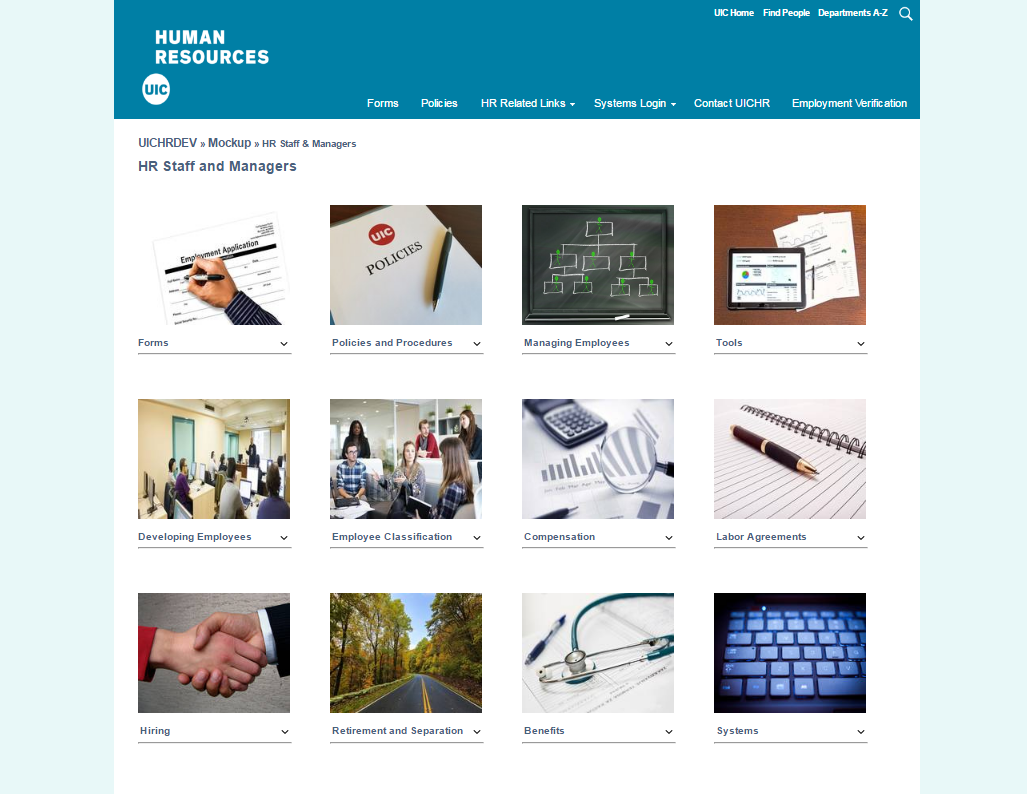 UIC Home Find People Departments A-Z
HUMAN
RESOURCES
UIC
Forms Policies HR Related Links Systems Login Contact UICHR Employment Verification
UICHRDEV » Mockup » HR Staff & Managers
HR Staff and Managers
Employment Application
UIC
POLICIES
Forms
Policies and Procedures
Managing Employees
Tools
Developing Employees
Employee Classification
Compensation
Labor Agreements
Hiring
Retirement and Separation
Benefits
Systems